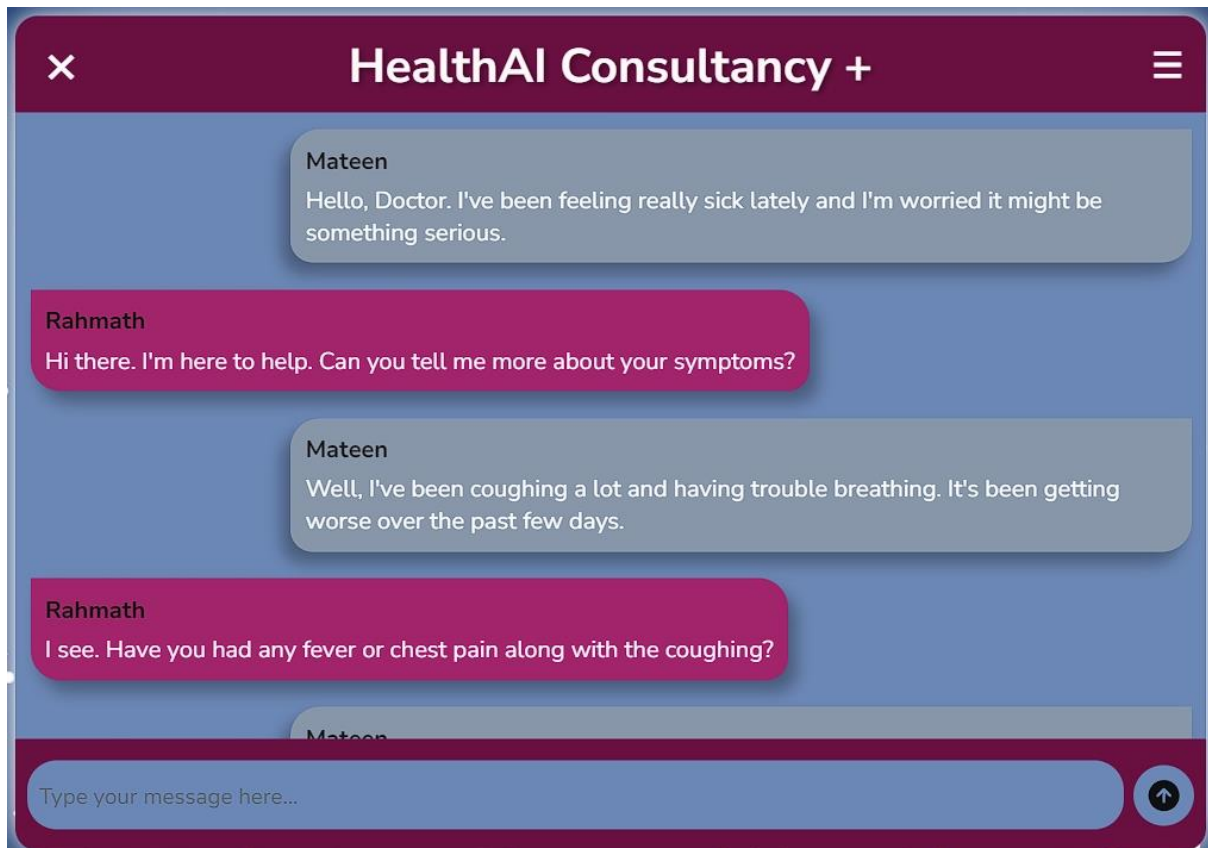 HealthAI Consultancy +
Mateen
Hello, Doctor. I've been feeling really sick lately and I'm worried it might be
something serious.
Rahmath
Hi there. I'm here to help. Can you tell me more about your symptoms?
Mateen
Well, I've been coughing a lot and having trouble breathing. It's been getting
worse over the past few days.
Rahmath
I see. Have you had any fever or chest pain along with the coughing?
Mateen
Type your message here...